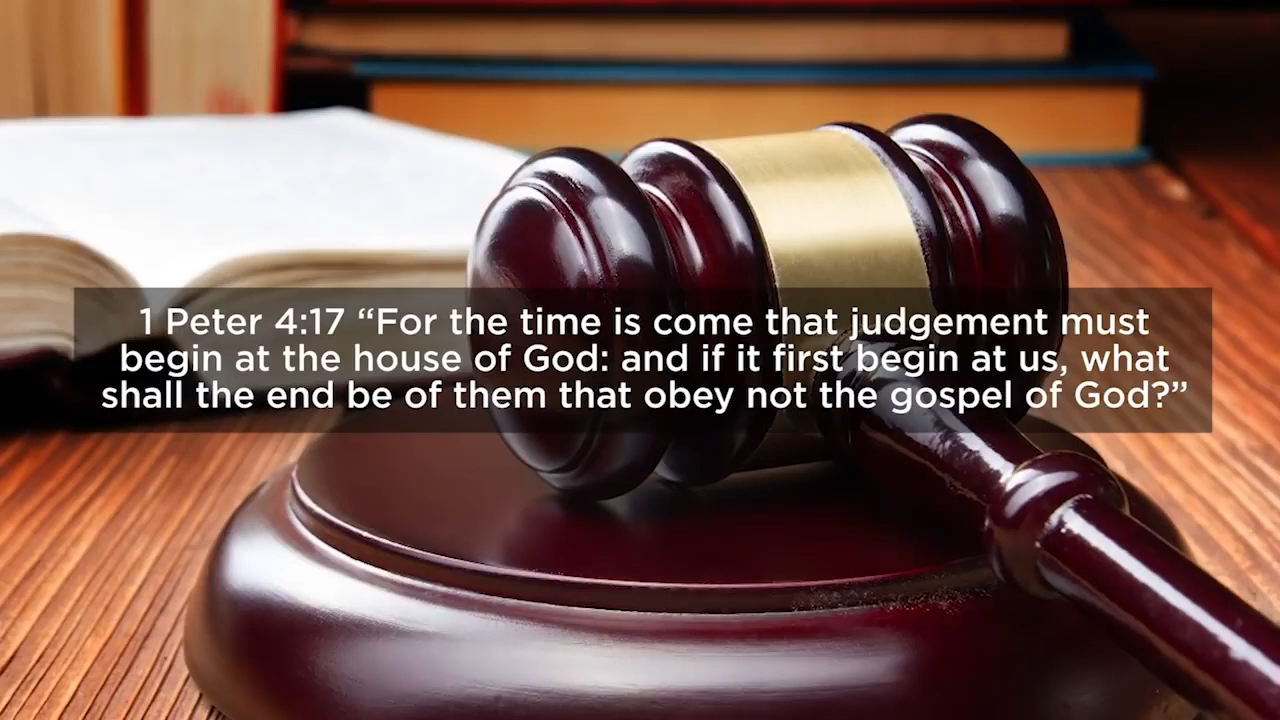 1 Peter 4:17 “For the time is come that judgement must
begin at the house of God: and if it first begin at us, what
shall the end be of them that obey not the gospel of God?”